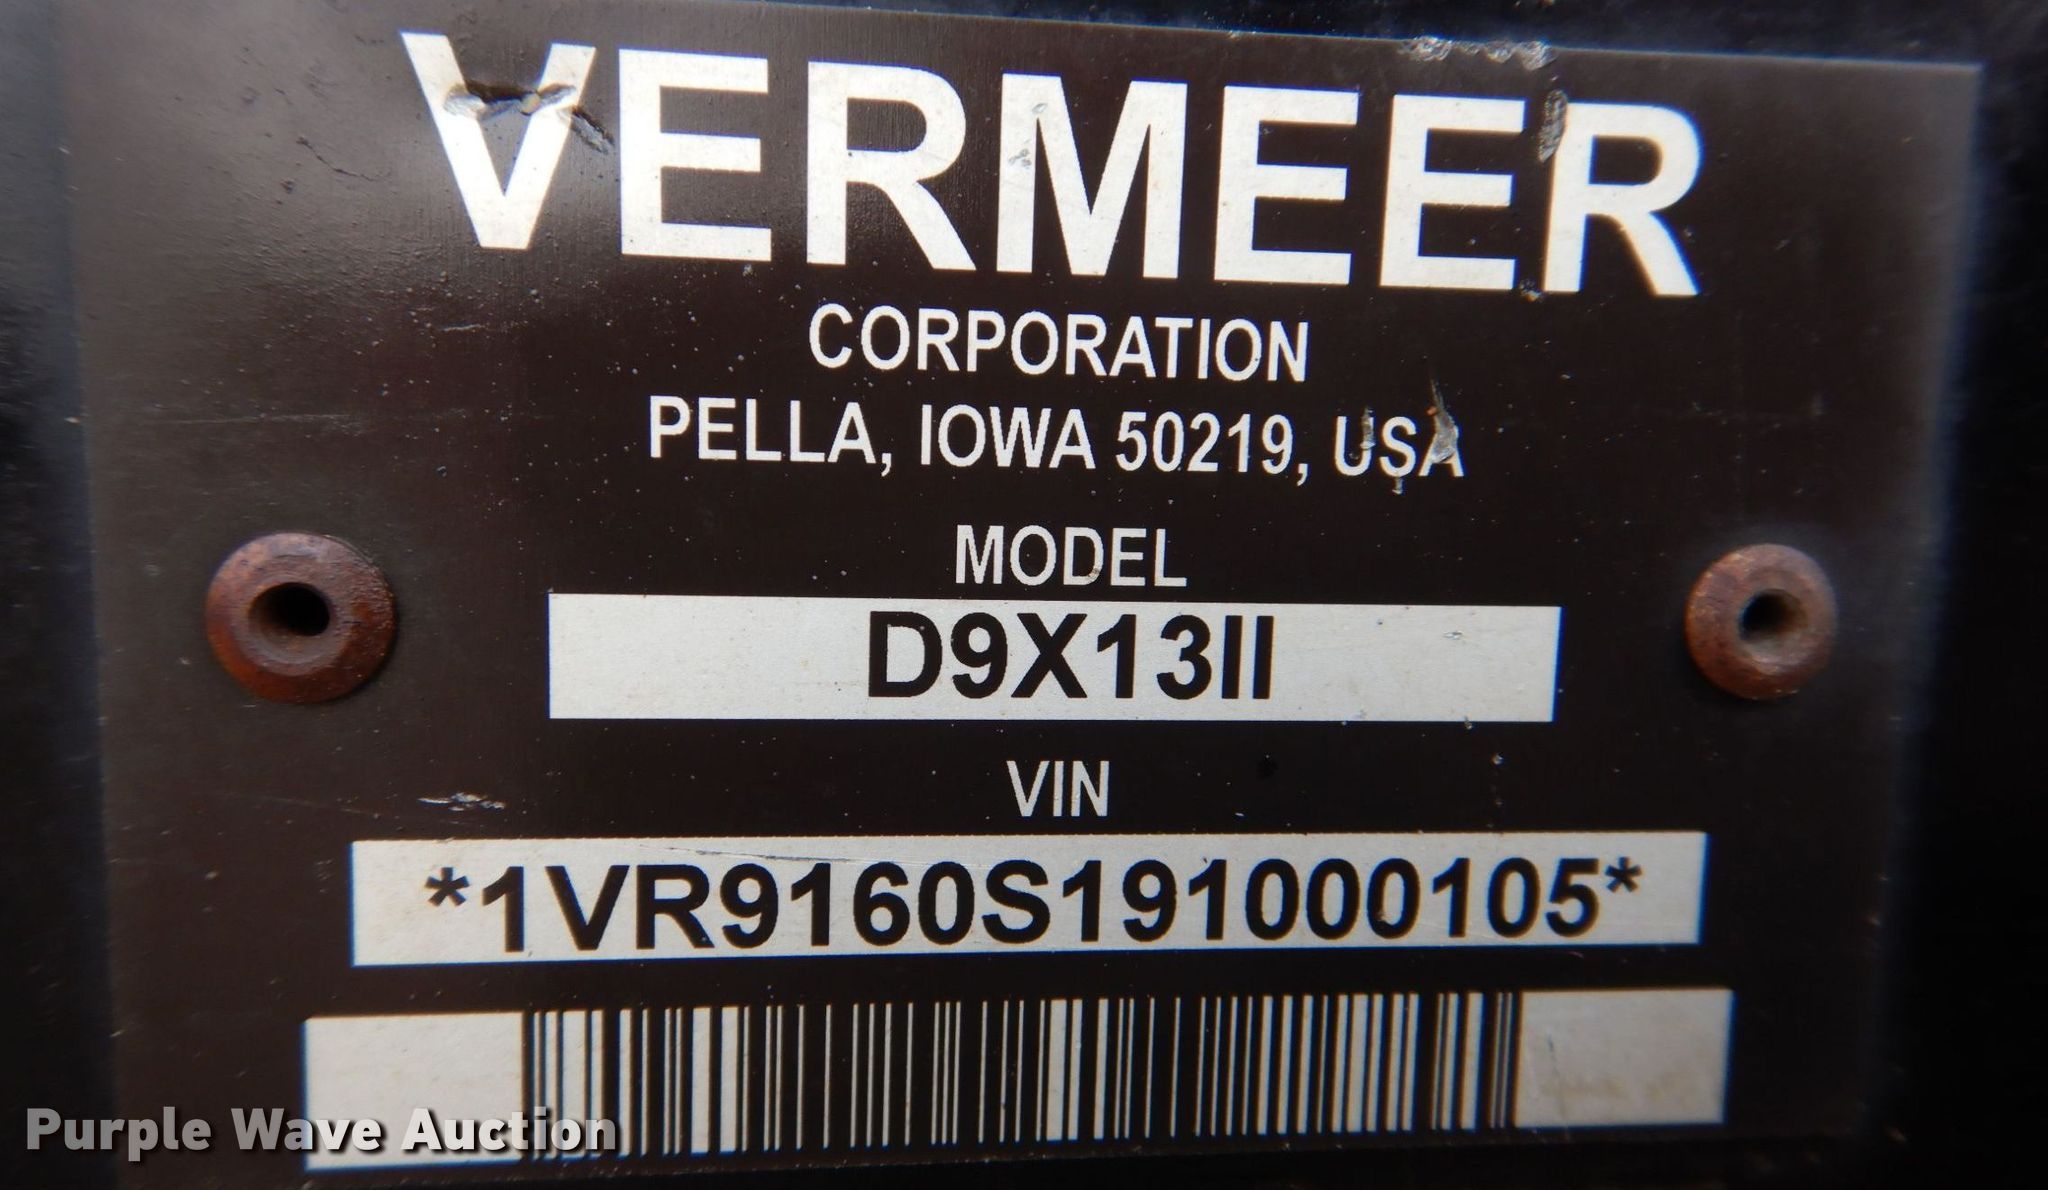 VERMEER
CORPORATION
PELLA, IOWA 50219, USA
MODEL
D9X13II
VIN
*1VR9160S191000105*
Purple Wave Auction